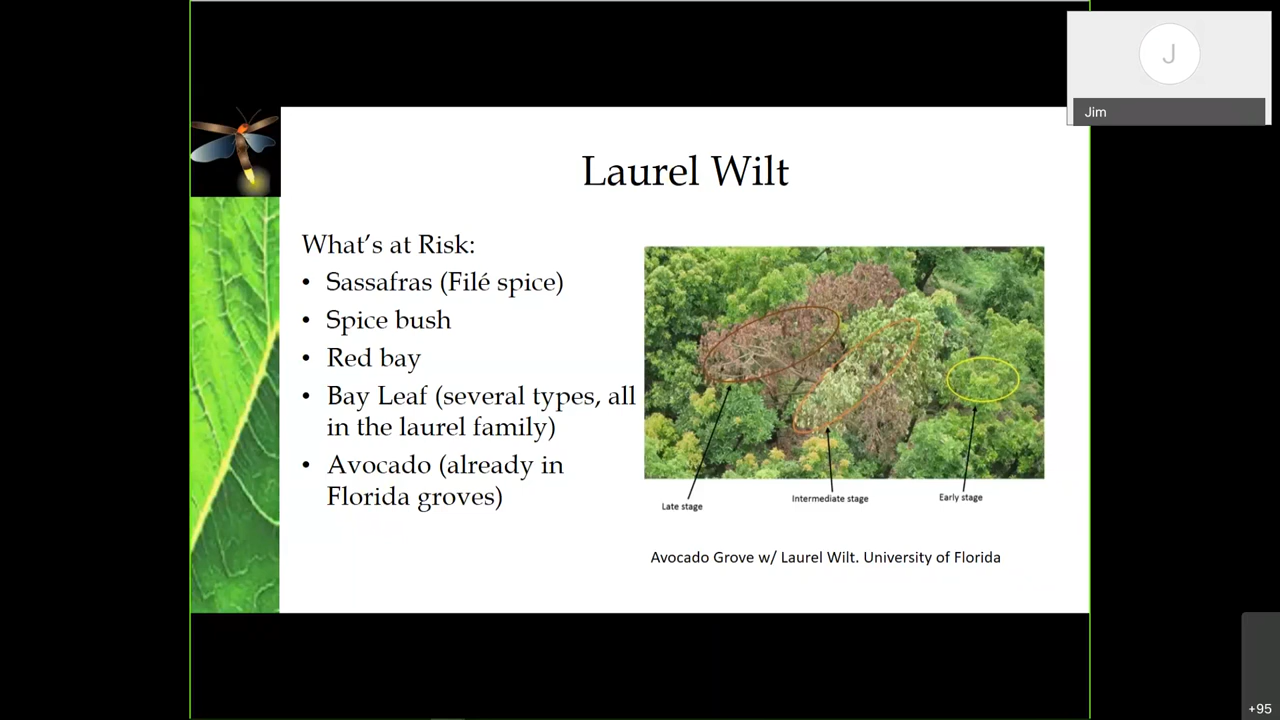 J
Jim
Laurel Wilt
What's at Risk:
• Sassafras (Filé spice)
• Spice bush
• Red bay
• Bay Leaf (several types, all
in the laurel family)
• Avocado (already in
Florida groves)
Late stage
Intermediate stage
Early stage
Avocado Grove w/ Laurel Wilt. University of Florida
+95